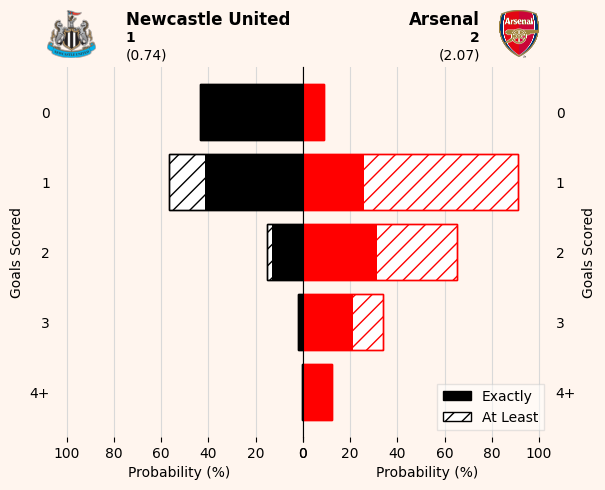 Newcastle United
1
(0.74)
Arsenal
2
(2.07)
Arsenal
Goals Scored
0
1
2
3
4+
0
1
2
3
4+
Goals Scored
Exactly
At Least
100 80 60 40 20 0 0 20 40 60 80 100
Probability (%) Probability (%)